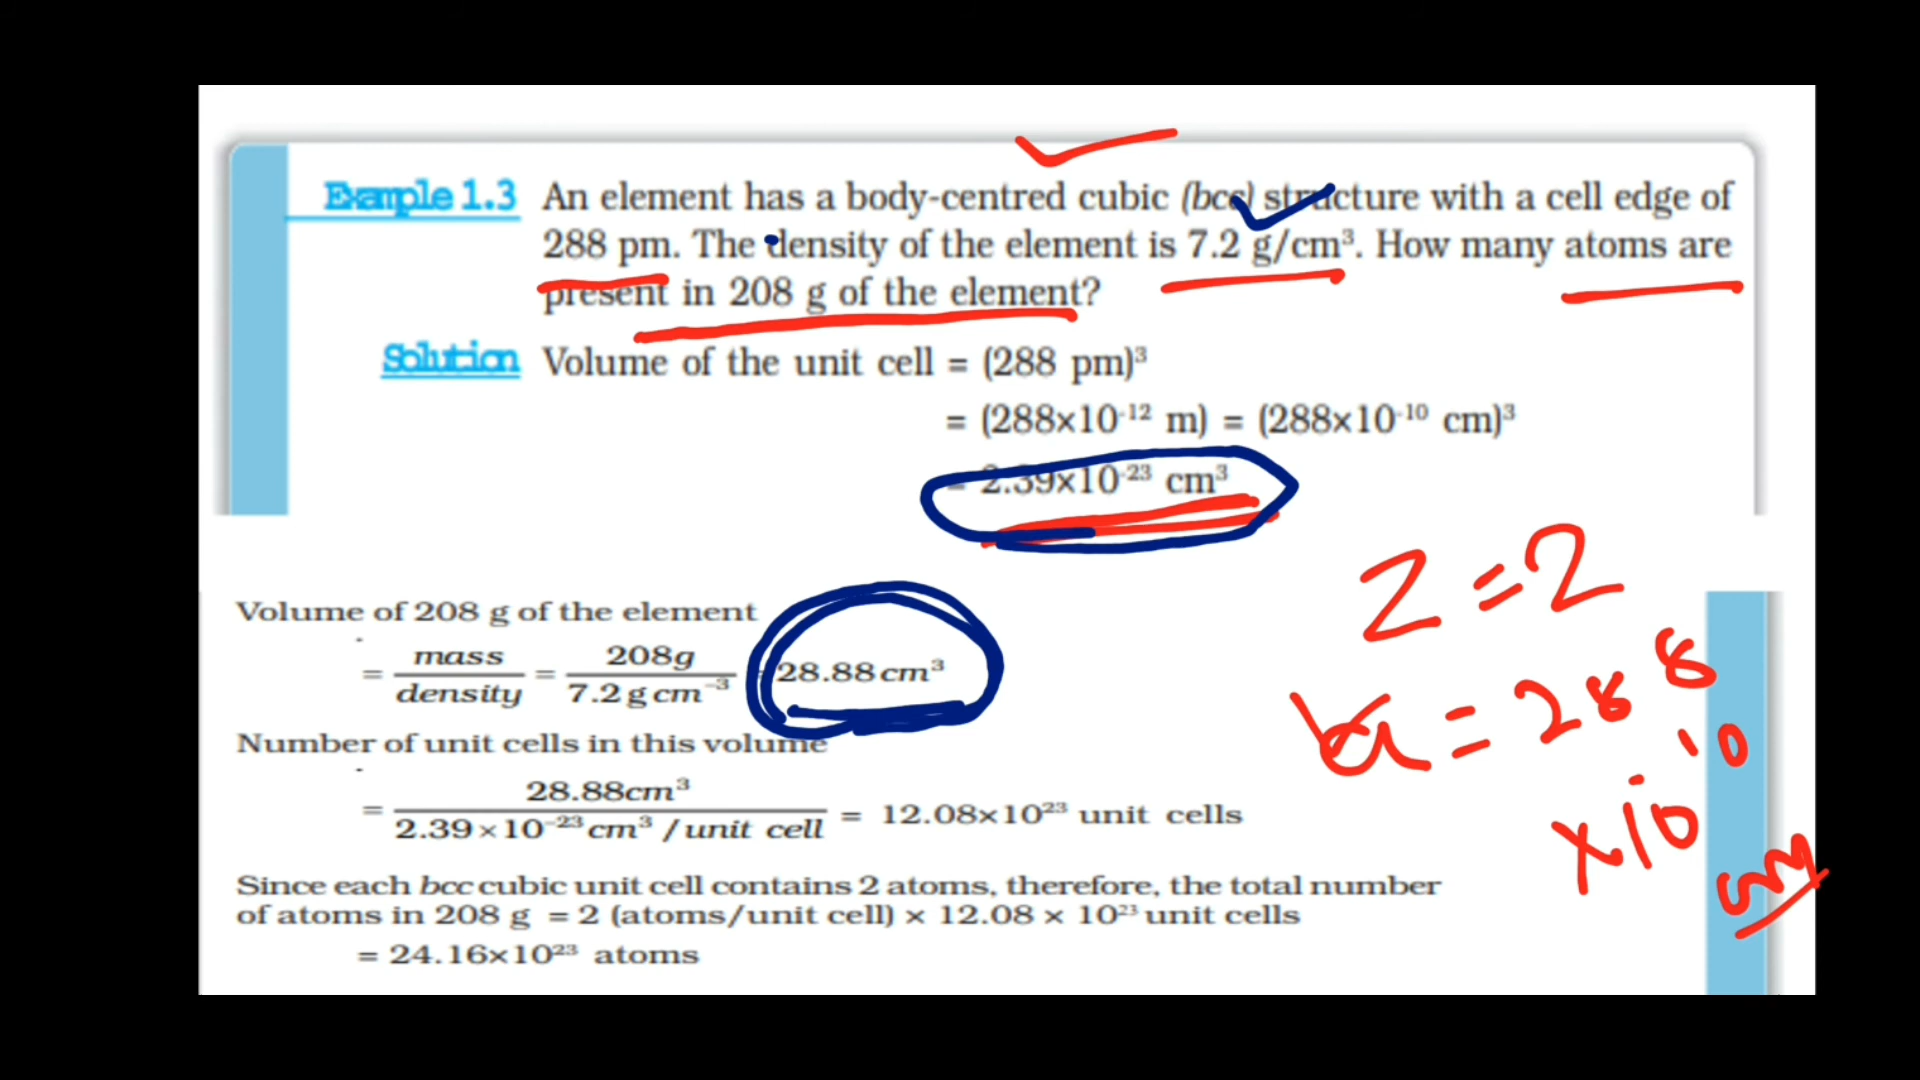 Example 1.3 An element has a body-centred cubic (bcc) structure with a cell edge of
288 pm. The density of the element is 7.2 g/cm³. How many atoms are
present in 208 g of the element?
Solution Volume of the unit cell = (288 pm)³
= (288×10⁻¹² m) = (288×10⁻¹⁰ cm)³
= 2.39×10⁻²³ cm³
Volume of 208 g of the element
= mass / density = 208g / 7.2 g cm⁻³ = 28.88 cm³
Number of unit cells in this volume
= 28.88cm³ / 2.39×10⁻²³ cm³ / unit cell = 12.08×10²³ unit cells
Since each bcc cubic unit cell contains 2 atoms, therefore, the total number
of atoms in 208 g = 2 (atoms/unit cell) × 12.08 × 10²³ unit cells
= 24.16×10²³ atoms
Z = 2
a = 288
×10⁻¹⁰
cm